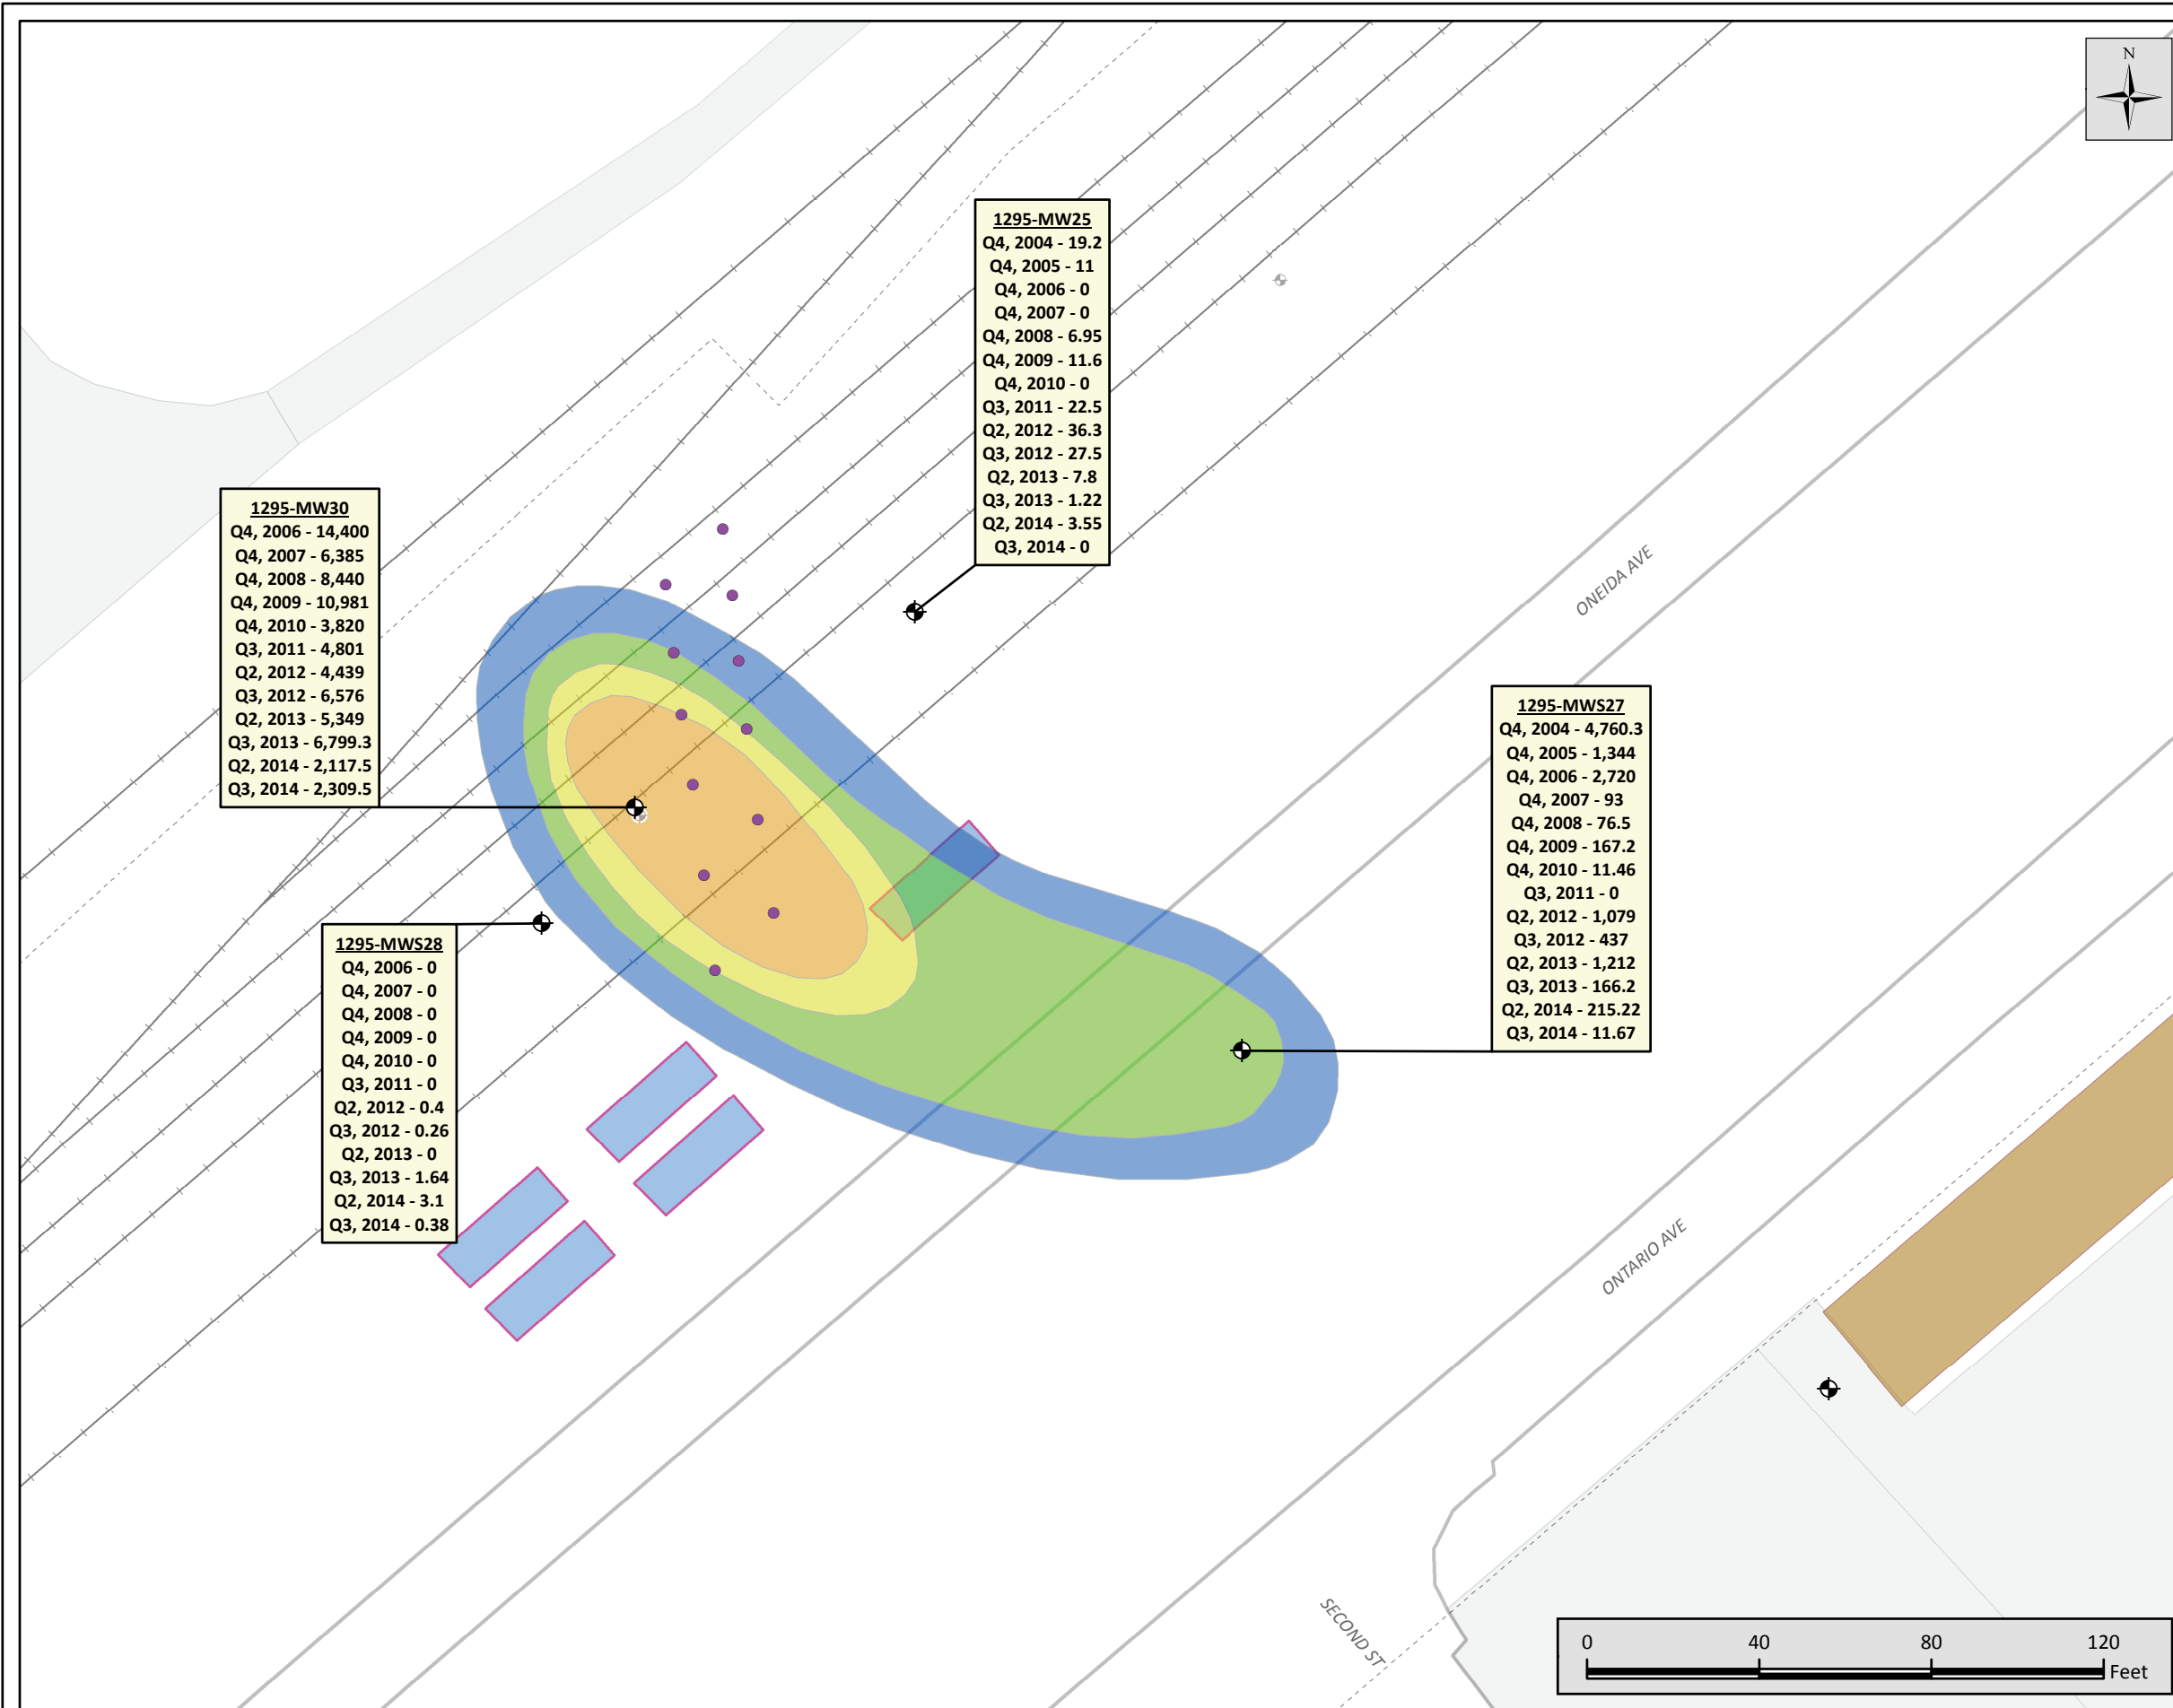 N
1295-MW25
Q4, 2004 - 19.2
Q4, 2005 - 11
Q4, 2006 - 0
Q4, 2007 - 0
Q4, 2008 - 6.95
Q4, 2009 - 11.6
Q4, 2010 - 0
Q3, 2011 - 22.5
Q2, 2012 - 36.3
Q3, 2012 - 27.5
Q2, 2013 - 7.8
Q3, 2013 - 1.22
Q2, 2014 - 3.55
Q3, 2014 - 0
1295-MW30
Q4, 2006 - 14,400
Q4, 2007 - 6,385
Q4, 2008 - 8,440
Q4, 2009 - 10,981
Q4, 2010 - 3,820
Q3, 2011 - 4,801
Q2, 2012 - 4,439
Q3, 2012 - 6,576
Q2, 2013 - 5,349
Q3, 2013 - 6,799.3
Q2, 2014 - 2,117.5
Q3, 2014 - 2,309.5
ONEIDA AVE
1295-MWS27
Q4, 2004 - 4,760.3
Q4, 2005 - 1,344
Q4, 2006 - 2,720
Q4, 2007 - 93
Q4, 2008 - 76.5
Q4, 2009 - 167.2
Q4, 2010 - 11.46
Q3, 2011 - 0
Q2, 2012 - 1,079
Q3, 2012 - 437
Q2, 2013 - 1,212
Q3, 2013 - 166.2
Q2, 2014 - 215.22
Q3, 2014 - 11.67
1295-MWS28
Q4, 2006 - 0
Q4, 2007 - 0
Q4, 2008 - 0
Q4, 2009 - 0
Q4, 2010 - 0
Q3, 2011 - 0
Q2, 2012 - 0.4
Q3, 2012 - 0.26
Q2, 2013 - 0
Q3, 2013 - 1.64
Q2, 2014 - 3.1
Q3, 2014 - 0.38
ONTARIO AVE
SECOND ST
0 40 80 120
Feet